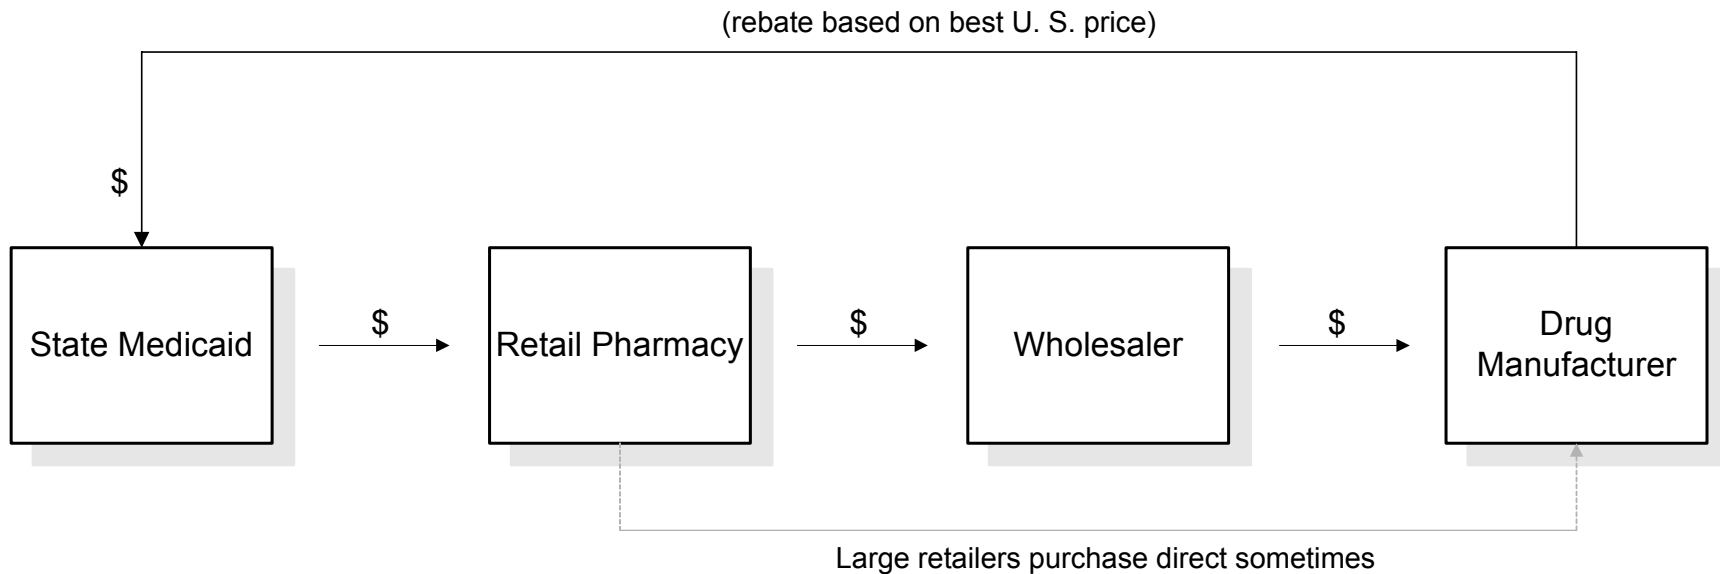 (rebate based on best U. S. price)
$
State Medicaid
$
Retail Pharmacy
$
Wholesaler
$
Drug
Manufacturer
Large retailers purchase direct sometimes